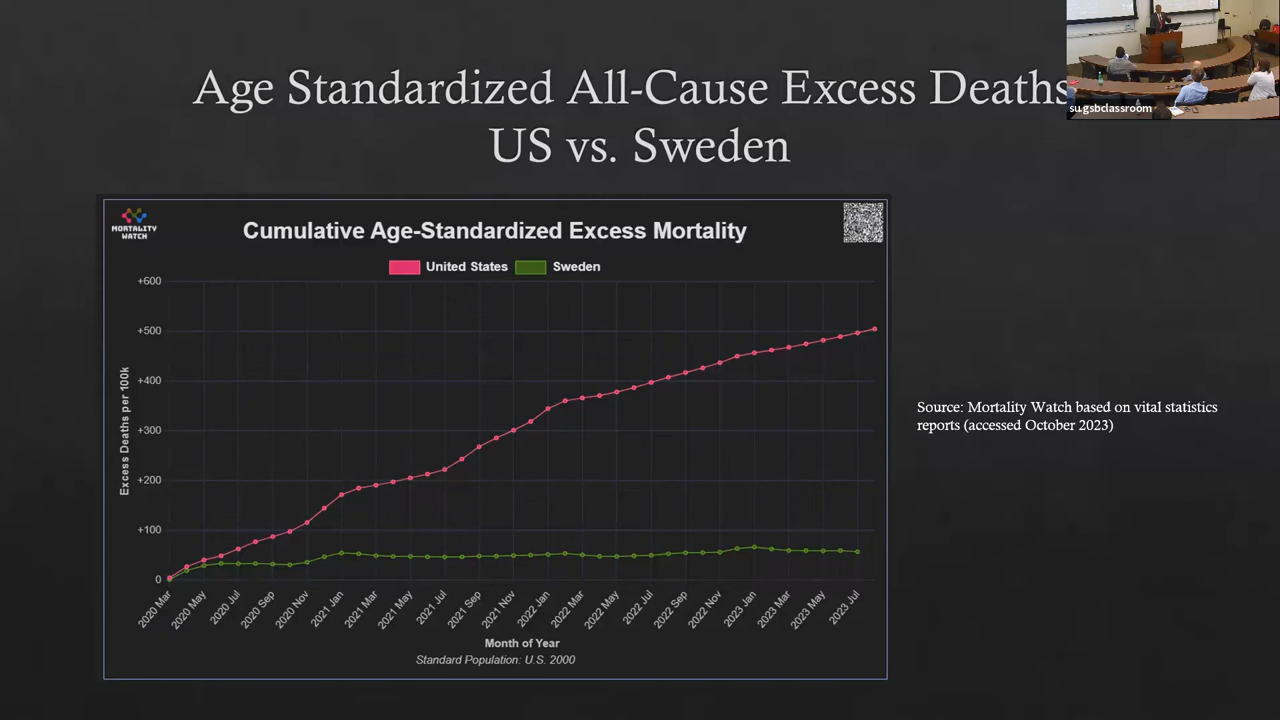 Age Standardized All-Cause Excess Deaths
US vs. Sweden
su.gsbclassroom
MORTALITY
WATCH
Cumulative Age-Standardized Excess Mortality
United States
Sweden
Excess Deaths per 100k
+600
+500
+400
+300
+200
+100
0
2020 Mar
2020 May
2020 Jul
2020 Sep
2020 Nov
2021 Jan
2021 Mar
2021 May
2021 Jul
2021 Sep
2021 Nov
2022 Jan
2022 Mar
2022 May
2022 Jul
2022 Sep
2022 Nov
2023 Jan
2023 Mar
2023 May
2023 Jul
Month of Year
Standard Population: U.S. 2000
Source: Mortality Watch based on vital statistics
reports (accessed October 2023)